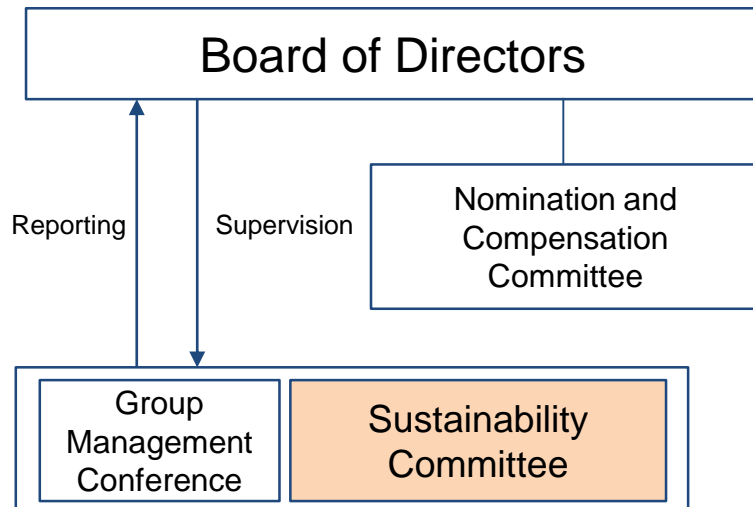 Board of Directors
Reporting
Supervision
Nomination and
Compensation
Committee
Group
Management
Conference
Sustainability
Committee